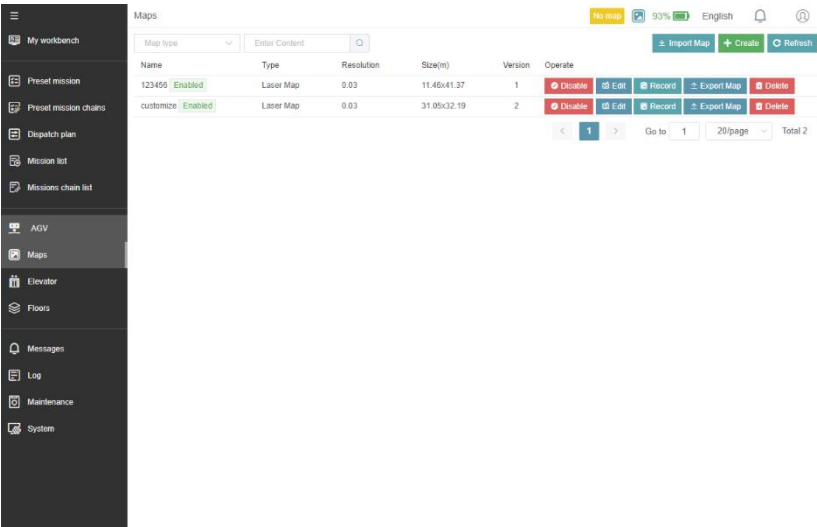 Maps
No map 93% English
My workbench
Map type Enter Content Import Map Create Refresh
Name Type Resolution Size(m) Version Operate
123456 Enabled Laser Map 0.03 11.46x41.37 1 Disable Edit Record Export Map Delete
customize Enabled Laser Map 0.03 31.05x32.19 2 Disable Edit Record Export Map Delete
< 1 > Go to 1 20/page Total 2
Preset mission
Preset mission chains
Dispatch plan
Mission list
Missions chain list
AGV
Maps
Elevator
Floors
Messages
Log
Maintenance
System